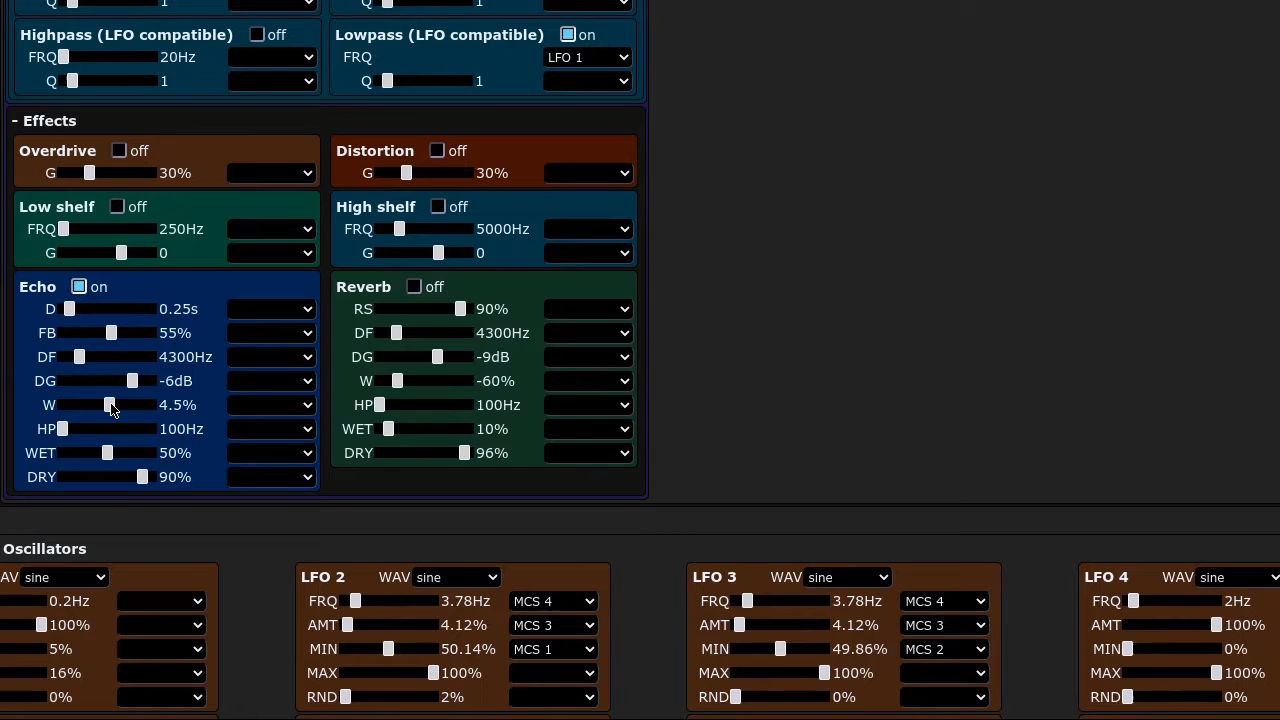 Q 1 Q 1
Highpass (LFO compatible) off Lowpass (LFO compatible) on
FRQ 20Hz FRQ LFO 1
Q 1 Q 1
- Effects
Overdrive off Distortion off
G 30% G 30%
Low shelf off High shelf off
FRQ 250Hz FRQ 5000Hz
G 0 G 0
Echo on Reverb off
D 0.25s RS 90%
FB 55% DF 4300Hz
DF 4300Hz DG -9dB
DG -6dB W -60%
W 4.5% HP 100Hz
HP 100Hz WET 10%
WET 50% DRY 96%
DRY 90%
Oscillators
AV sine LFO 2 WAV sine LFO 3 WAV sine LFO 4 WAV sine
0.2Hz FRQ 3.78Hz MCS 4 FRQ 3.78Hz MCS 4 FRQ 2Hz
100% AMT 4.12% MCS 3 AMT 4.12% MCS 3 AMT 100%
5% MIN 50.14% MCS 1 MIN 49.86% MCS 2 MIN 0%
16% MAX 100% MAX 100% MAX 100%
0% RND 2% RND 0% RND 0%